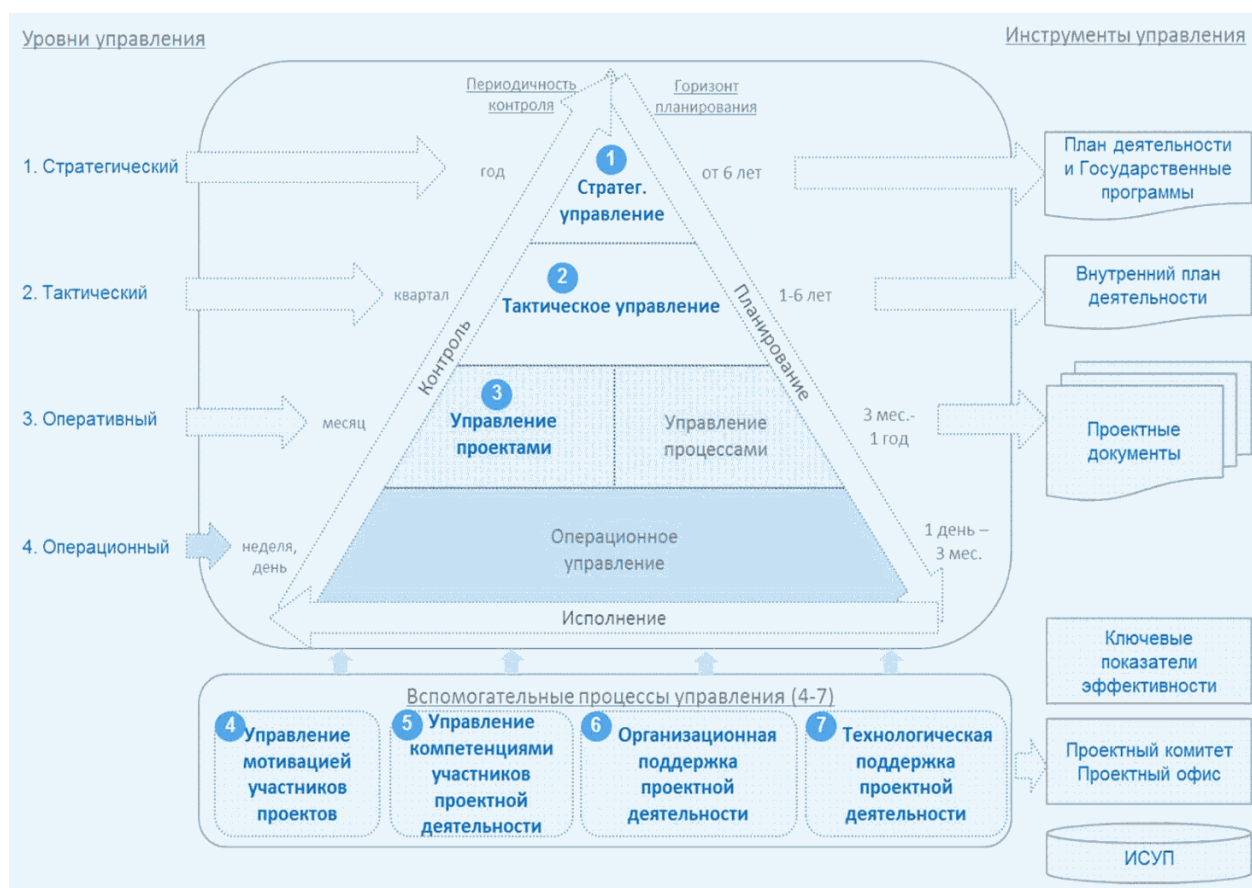 Уровни управления
Инструменты управления
Периодичность
контроля
Горизонт
планирования
1. Стратегический
год
1
Стратег.
управление
от 6 лет
План деятельности
и Государственные
программы
2. Тактический
квартал
2
Тактическое управление
1-6 лет
Внутренний план
деятельности
Контроль
Планирование
3. Оперативный
месяц
3
Управление
проектами
Управление
процессами
3 мес.-
1 год
Проектные
документы
4. Операционный
неделя,
день
Операционное
управление
1 день –
3 мес.
Исполнение
Ключевые
показатели
эффективности
Вспомогательные процессы управления (4-7)
4
Управление
мотивацией
участников
проектов
5
Управление
компетенциями
участников
проектной
деятельности
6
Организационная
поддержка
проектной
деятельности
7
Технологическая
поддержка
проектной
деятельности
Проектный комитет
Проектный офис
ИСУП